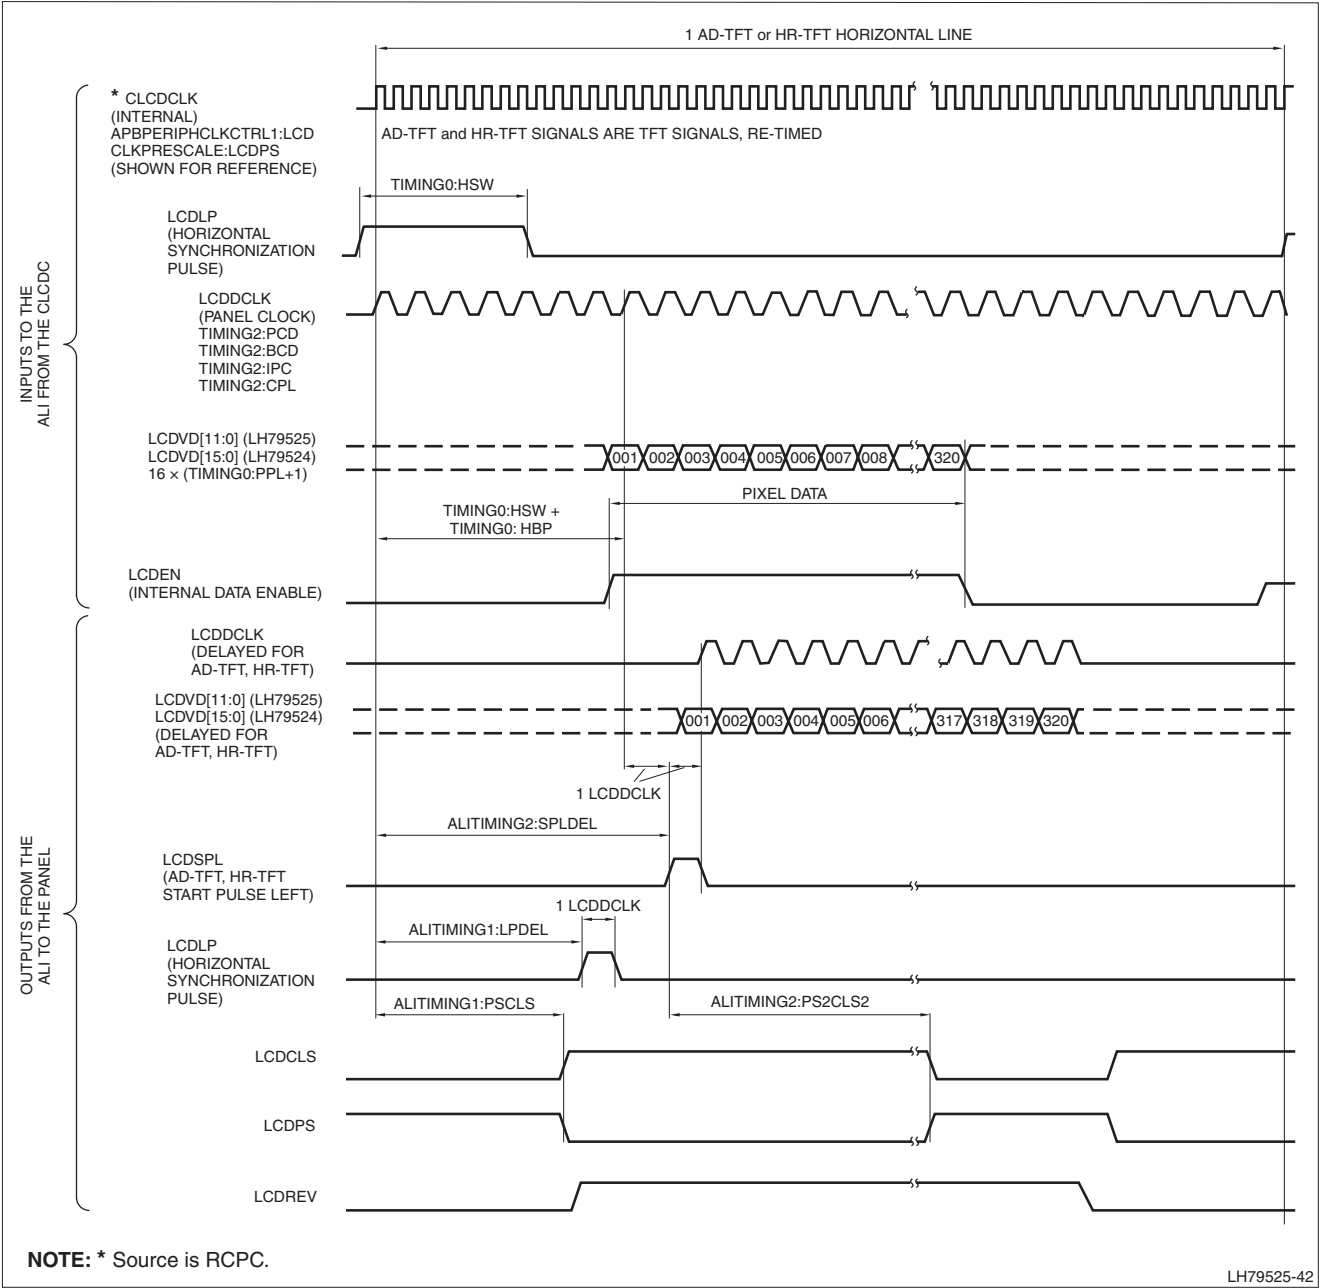 1 AD-TFT or HR-TFT HORIZONTAL LINE
* CLCDCLK
(INTERNAL)
APBPERIPHCLKCTRL1:LCD
CLKPRESCALE:LCDPS
(SHOWN FOR REFERENCE)
AD-TFT and HR-TFT SIGNALS ARE TFT SIGNALS, RE-TIMED
TIMING0:HSW
LCDLP
(HORIZONTAL
SYNCHRONIZATION
PULSE)
INPUTS TO THE
ALI FROM THE CLCDC
LCDDCLK
(PANEL CLOCK)
TIMING2:PCD
TIMING2:BCD
TIMING2:IPC
TIMING2:CPL
LCDVD[11:0] (LH79525)
LCDVD[15:0] (LH79524)
16 × (TIMING0:PPL+1)
001 002 003 004 005 006 007 008 320
PIXEL DATA
TIMING0:HSW +
TIMING0: HBP
LCDEN
(INTERNAL DATA ENABLE)
LCDDCLK
(DELAYED FOR
AD-TFT, HR-TFT)
LCDVD[11:0] (LH79525)
LCDVD[15:0] (LH79524)
(DELAYED FOR
AD-TFT, HR-TFT)
001 002 003 004 005 006 317 318 319 320
1 LCDDCLK
ALITIMING2:SPLDEL
OUTPUTS FROM THE
ALI TO THE PANEL
LCDSPL
(AD-TFT, HR-TFT
START PULSE LEFT)
1 LCDDCLK
ALITIMING1:LPDEL
LCDLP
(HORIZONTAL
SYNCHRONIZATION
PULSE)
ALITIMING1:PSCLS
ALITIMING2:PS2CLS2
LCDCLS
LCDPS
LCDREV
NOTE: * Source is RCPC.
LH79525-42